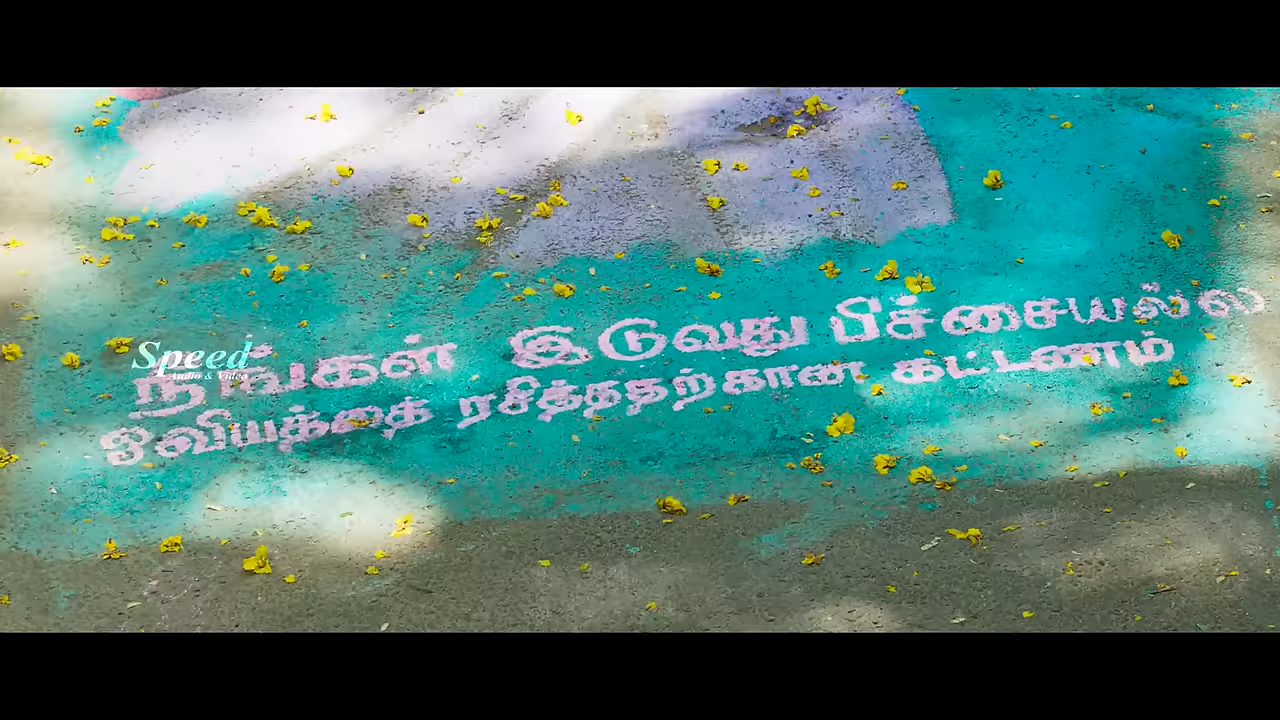 நீங்கள் இடுவது பிச்சையல்ல
ஓவியத்தை ரசித்ததற்கான கட்டணம்
Speed
Audio & Video